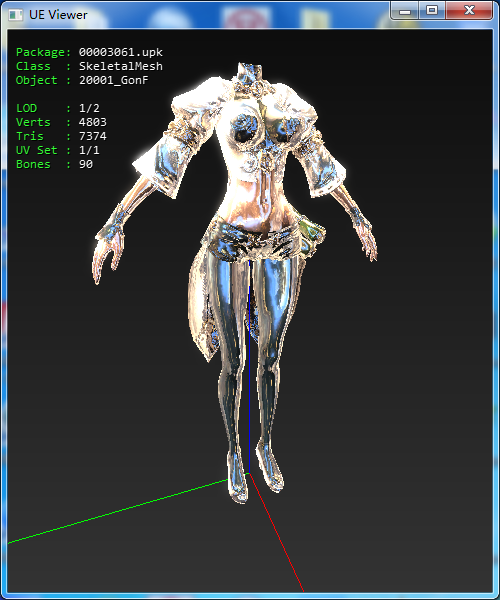 UE Viewer
Package: 00003061.upk
Class : SkeletalMesh
Object : 20001_GonF
LOD : 1/2
Verts : 4803
Tris : 7374
UV Set : 1/1
Bones : 90